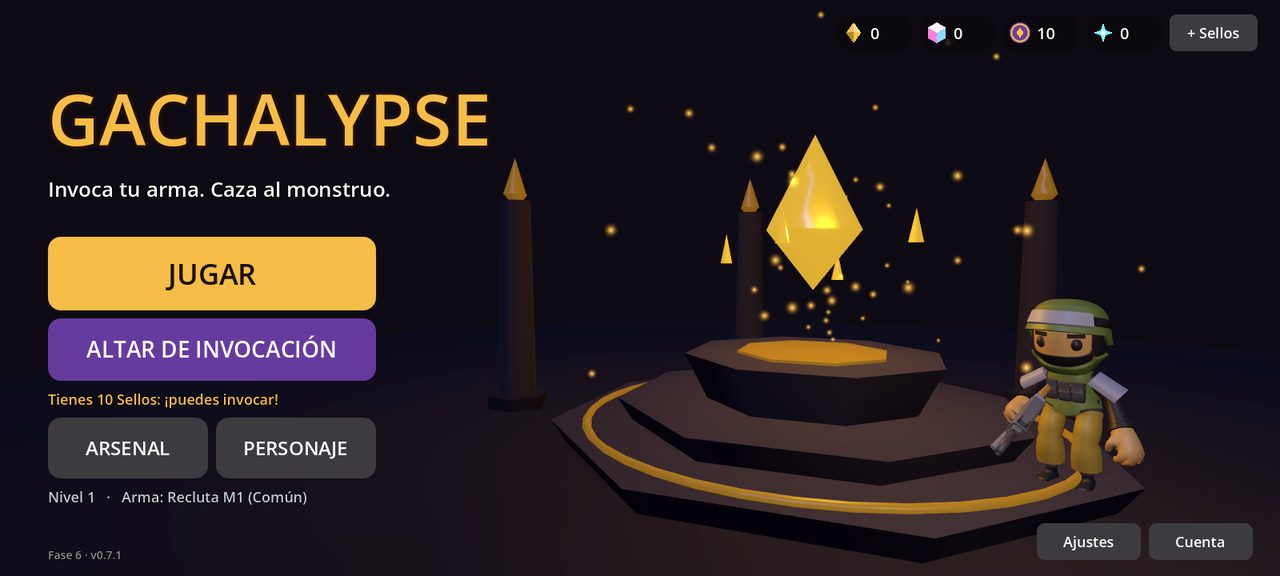 0 0 10 0 + Sellos
GACHALYPSE
Invoca tu arma. Caza al monstruo.
JUGAR
ALTAR DE INVOCACIÓN
Tienes 10 Sellos: ¡puedes invocar!
ARSENAL PERSONAJE
Nivel 1 · Arma: Recluta M1 (Común)
Ajustes Cuenta
Fase 6 · v0.7.1